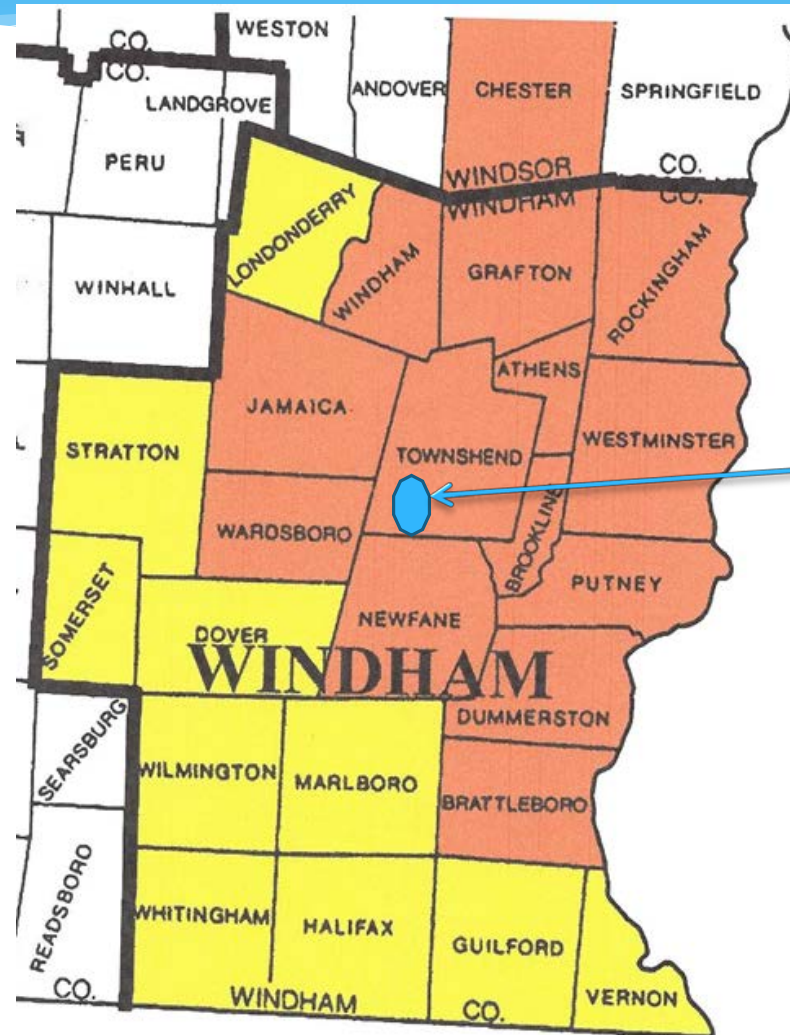 WESTON
CO.
CO.
ANDOVER
CHESTER
SPRINGFIELD
LANDGROVE
PERU
WINDSOR
CO.
WINDHAM
CO.
LONDONDERRY
WINDHAM
GRAFTON
ROCKINGHAM
WINHALL
ATHENS
JAMAICA
STRATTON
TOWNSHEND
WESTMINSTER
WARDSBORO
BROOKLINE
SOMERSET
PUTNEY
NEWFANE
DOVER
WINDHAM
DUMMERSTON
SEARSBURG
WILMINGTON
MARLBORO
BRATTLEBORO
READSBORO
WHITINGHAM
HALIFAX
GUILFORD
VERNON
CO.
WINDHAM
CO.